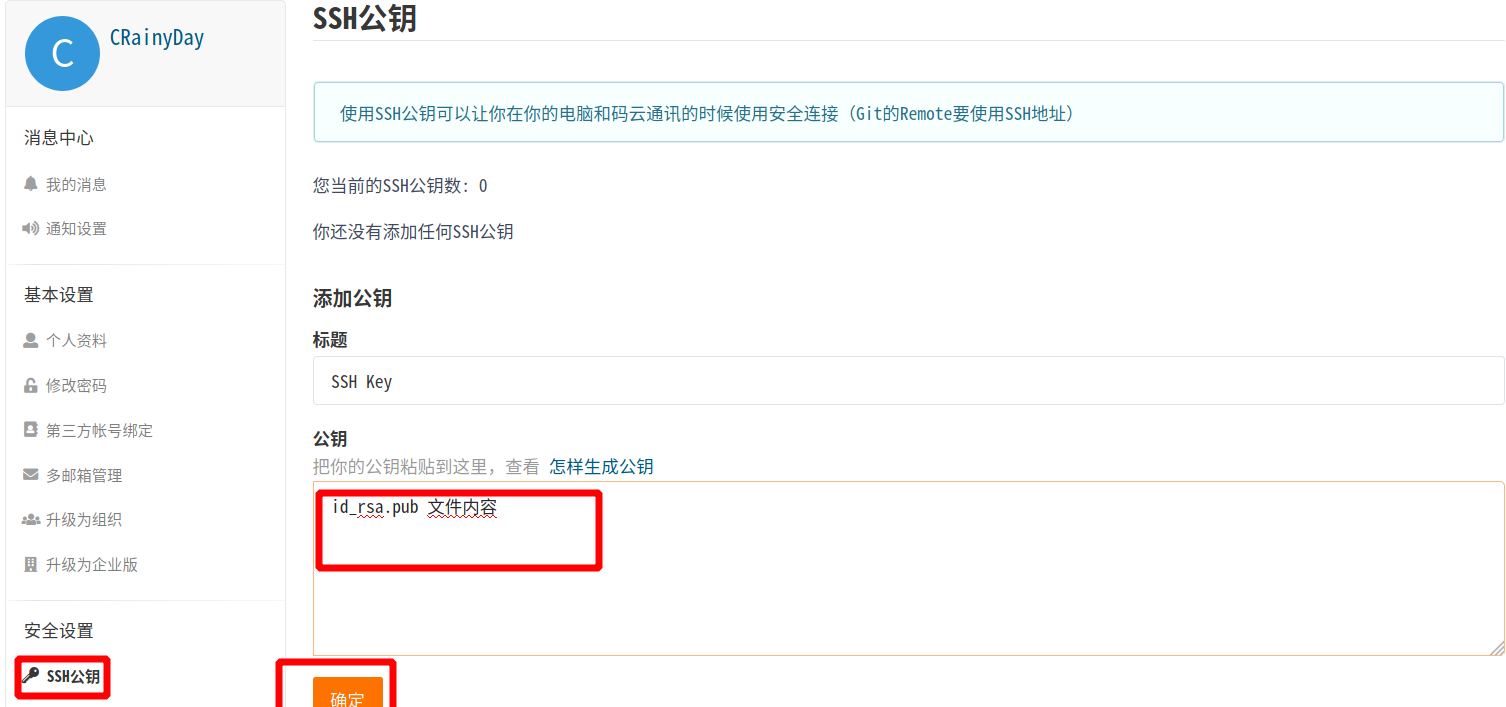 C
CRainyDay
消息中心
我的消息
通知设置
基本设置
个人资料
修改密码
第三方帐号绑定
多邮箱管理
升级为组织
升级为企业版
安全设置
SSH公钥
SSH公钥
使用SSH公钥可以让你在你的电脑和码云通讯的时候使用安全连接（Git的Remote要使用SSH地址）
您当前的SSH公钥数: 0
你还没有添加任何SSH公钥
添加公钥
标题
SSH Key
公钥
把你的公钥粘贴到这里，查看 怎样生成公钥
id_rsa.pub 文件内容
确定